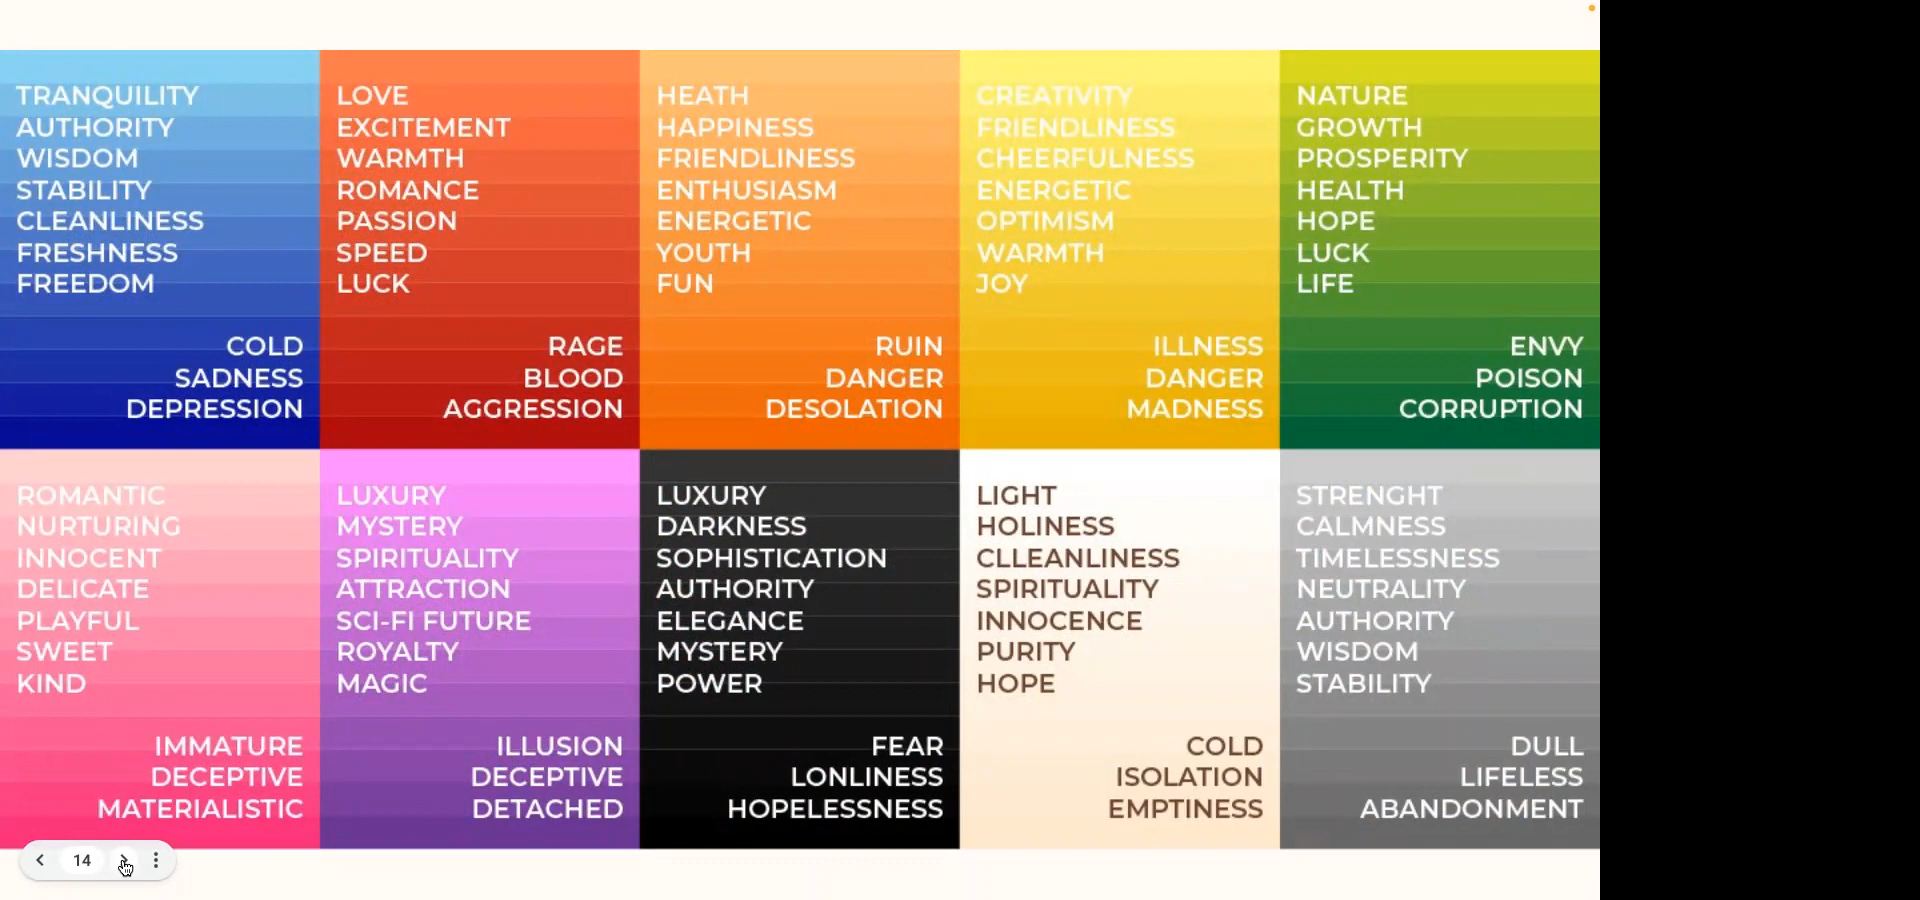 TRANQUILITY
AUTHORITY
WISDOM
STABILITY
CLEANLINESS
FRESHNESS
FREEDOM
COLD
SADNESS
DEPRESSION
LOVE
EXCITEMENT
WARMTH
ROMANCE
PASSION
SPEED
LUCK
RAGE
BLOOD
AGGRESSION
HEATH
HAPPINESS
FRIENDLINESS
ENTHUSIASM
ENERGETIC
YOUTH
FUN
RUIN
DANGER
DESOLATION
CREATIVITY
FRIENDLINESS
CHEERFULNESS
ENERGETIC
OPTIMISM
WARMTH
JOY
ILLNESS
DANGER
MADNESS
NATURE
GROWTH
PROSPERITY
HEALTH
HOPE
LUCK
LIFE
ENVY
POISON
CORRUPTION
ROMANTIC
NURTURING
INNOCENT
DELICATE
PLAYFUL
SWEET
KIND
IMMATURE
DECEPTIVE
MATERIALISTIC
LUXURY
MYSTERY
SPIRITUALITY
ATTRACTION
SCI-FI FUTURE
ROYALTY
MAGIC
ILLUSION
DECEPTIVE
DETACHED
LUXURY
DARKNESS
SOPHISTICATION
AUTHORITY
ELEGANCE
MYSTERY
POWER
FEAR
LONLINESS
HOPELESSNESS
LIGHT
HOLINESS
CLLEANLINESS
SPIRITUALITY
INNOCENCE
PURITY
HOPE
COLD
ISOLATION
EMPTINESS
STRENGHT
CALMNESS
TIMELESSNESS
NEUTRALITY
AUTHORITY
WISDOM
STABILITY
DULL
LIFELESS
ABANDONMENT
14